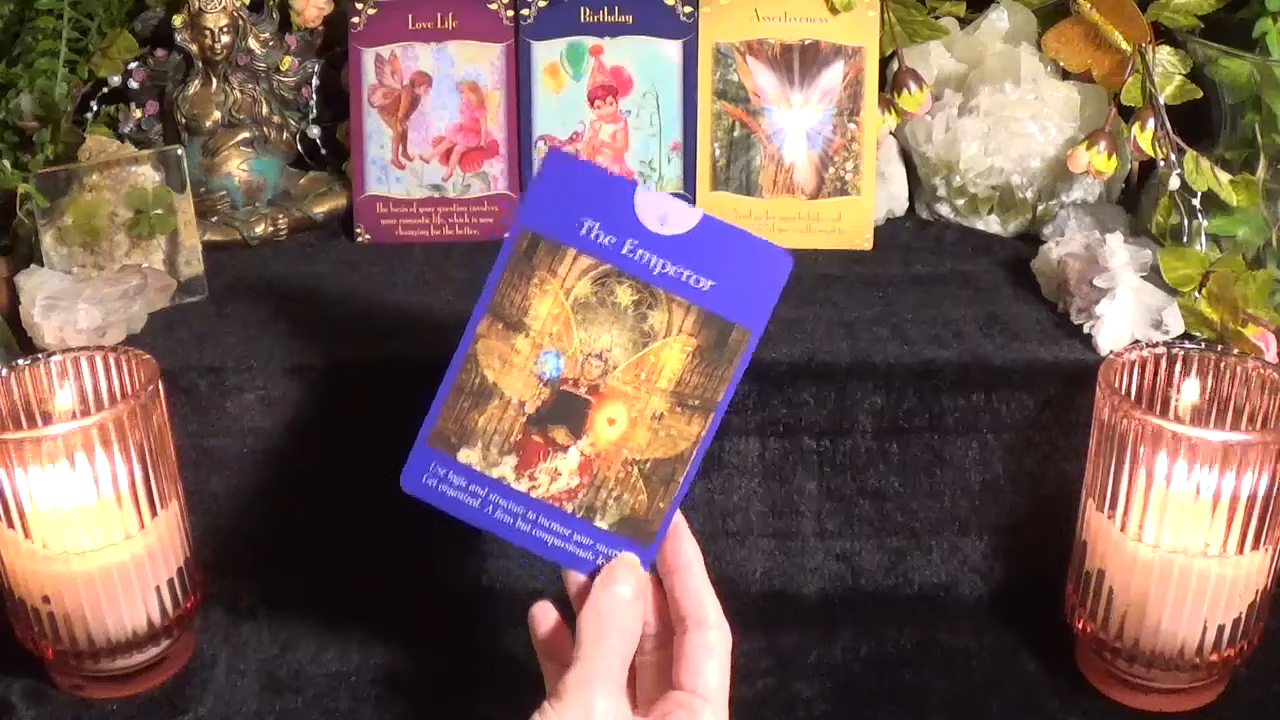 Love Life
Birthday
Assertiveness
The basis of your question involves
your romantic life, which is now
changing for the better.
The Emperor
Use logic and structure to increase your
Get organized. A firm but compassionate